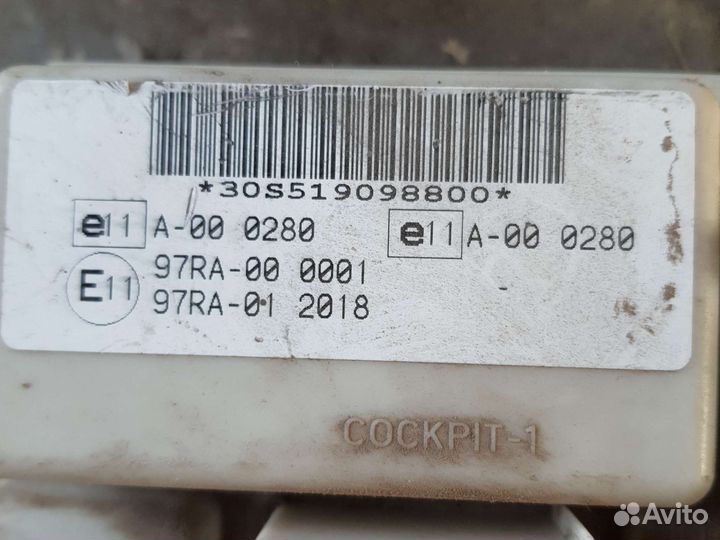 *30S519098800*
e11 A-00 0280 e11 A-00 0280
E11 97RA-00 0001
97RA-01 2018
COCKPIT-1
Avito